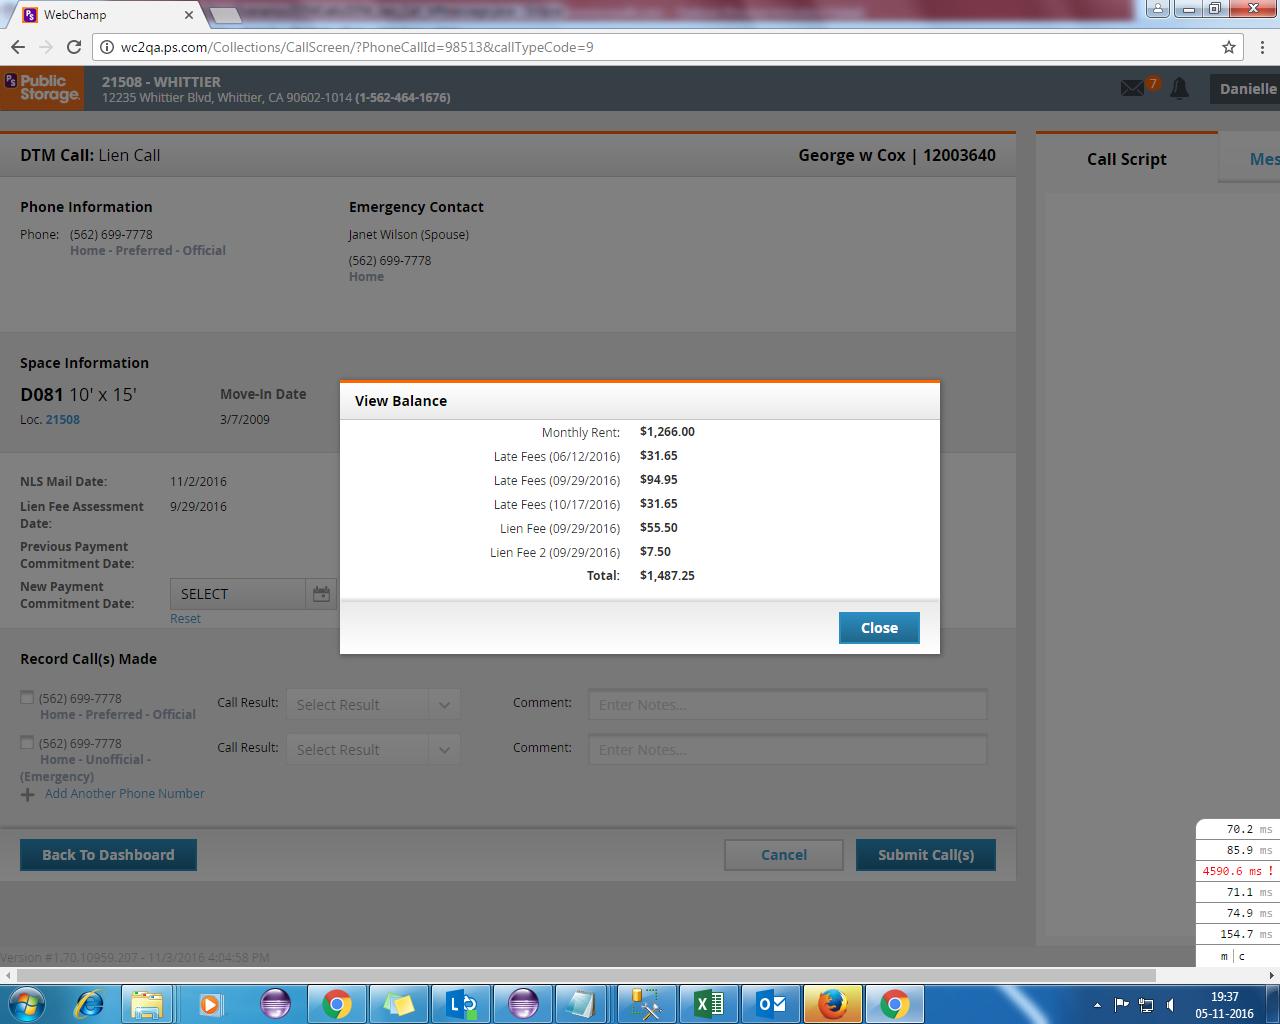 WebChamp
wc2qa.ps.com/Collections/CallScreen/?PhoneCallId=98513&callTypeCode=9
PS Public Storage.
21508 - WHITTIER
12235 Whittier Blvd, Whittier, CA 90602-1014 (1-562-464-1676)
7
Danielle
DTM Call: Lien Call
George w Cox | 12003640
Call Script
Mes
Phone Information
Emergency Contact
Phone: (562) 699-7778
Home - Preferred - Official
Janet Wilson (Spouse)
(562) 699-7778
Home
Space Information
D081 10' x 15'
Move-In Date
Loc. 21508
3/7/2009
View Balance
Monthly Rent: $1,266.00
Late Fees (06/12/2016) $31.65
Late Fees (09/29/2016) $94.95
Late Fees (10/17/2016) $31.65
Lien Fee (09/29/2016) $55.50
Lien Fee 2 (09/29/2016) $7.50
Total: $1,487.25
Close
NLS Mail Date: 11/2/2016
Lien Fee Assessment Date: 9/29/2016
Previous Payment Commitment Date:
New Payment Commitment Date: SELECT
Reset
Record Call(s) Made
(562) 699-7778
Home - Preferred - Official
Call Result: Select Result
Comment: Enter Notes...
(562) 699-7778
Home - Unofficial -
(Emergency)
Call Result: Select Result
Comment: Enter Notes...
Add Another Phone Number
Back To Dashboard
Cancel
Submit Call(s)
70.2 ms
85.9 ms
4590.6 ms !
71.1 ms
74.9 ms
154.7 ms
m | c
Version #1.70.10959.207 - 11/3/2016 4:04:58 PM
19:37
05-11-2016